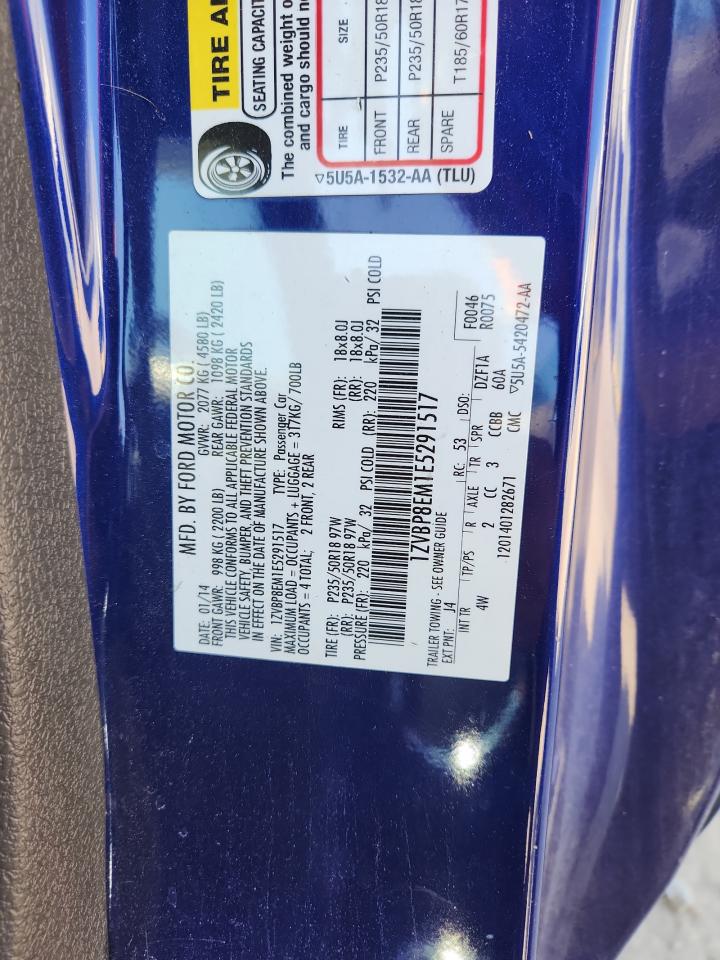 TIRE
SEATING CAPACIT
The combined weight o
and cargo should n
TIRE SIZE
FRONT P235/50R18
REAR P235/50R18
SPARE T185/60R17
▽5U5A-1532-AA (TLU)
MFD. BY FORD MOTOR CO.
DATE: 01/14 GVWR: 2077 KG ( 4580 LB)
FRONT GAWR: 998 KG ( 2200 LB) REAR GAWR: 1098 KG ( 2420 LB)
THIS VEHICLE CONFORMS TO ALL APPLICABLE FEDERAL MOTOR
VEHICLE SAFETY, BUMPER, AND THEFT PREVENTION STANDARDS
IN EFFECT ON THE DATE OF MANUFACTURE SHOWN ABOVE.
VIN: 1ZVBP8EM1E5291517 TYPE: Passenger Car
MAXIMUM LOAD = OCCUPANTS + LUGGAGE = 317KG/ 700LB
OCCUPANTS = 4 TOTAL: 2 FRONT, 2 REAR
TIRE (FR): P235/50R18 97W RIMS (FR): 18x8.0J
(RR): P235/50R18 97W (RR): 18x8.0J
PRESSURE (FR): 220 kPa/ 32 PSI COLD (RR): 220 kPa/ 32 PSI COLD
1ZVBP8EM1E5291517
TRAILER TOWING - SEE OWNER GUIDE
EXT PNT: J4 RC: 53 DSO: F0046
R0075
INT TR TP/PS R AXLE TR SPR DZF1A
4W 2 CC 3 CCBB 60A
1201401282671 CMC ▽5U5A-5420472-AA